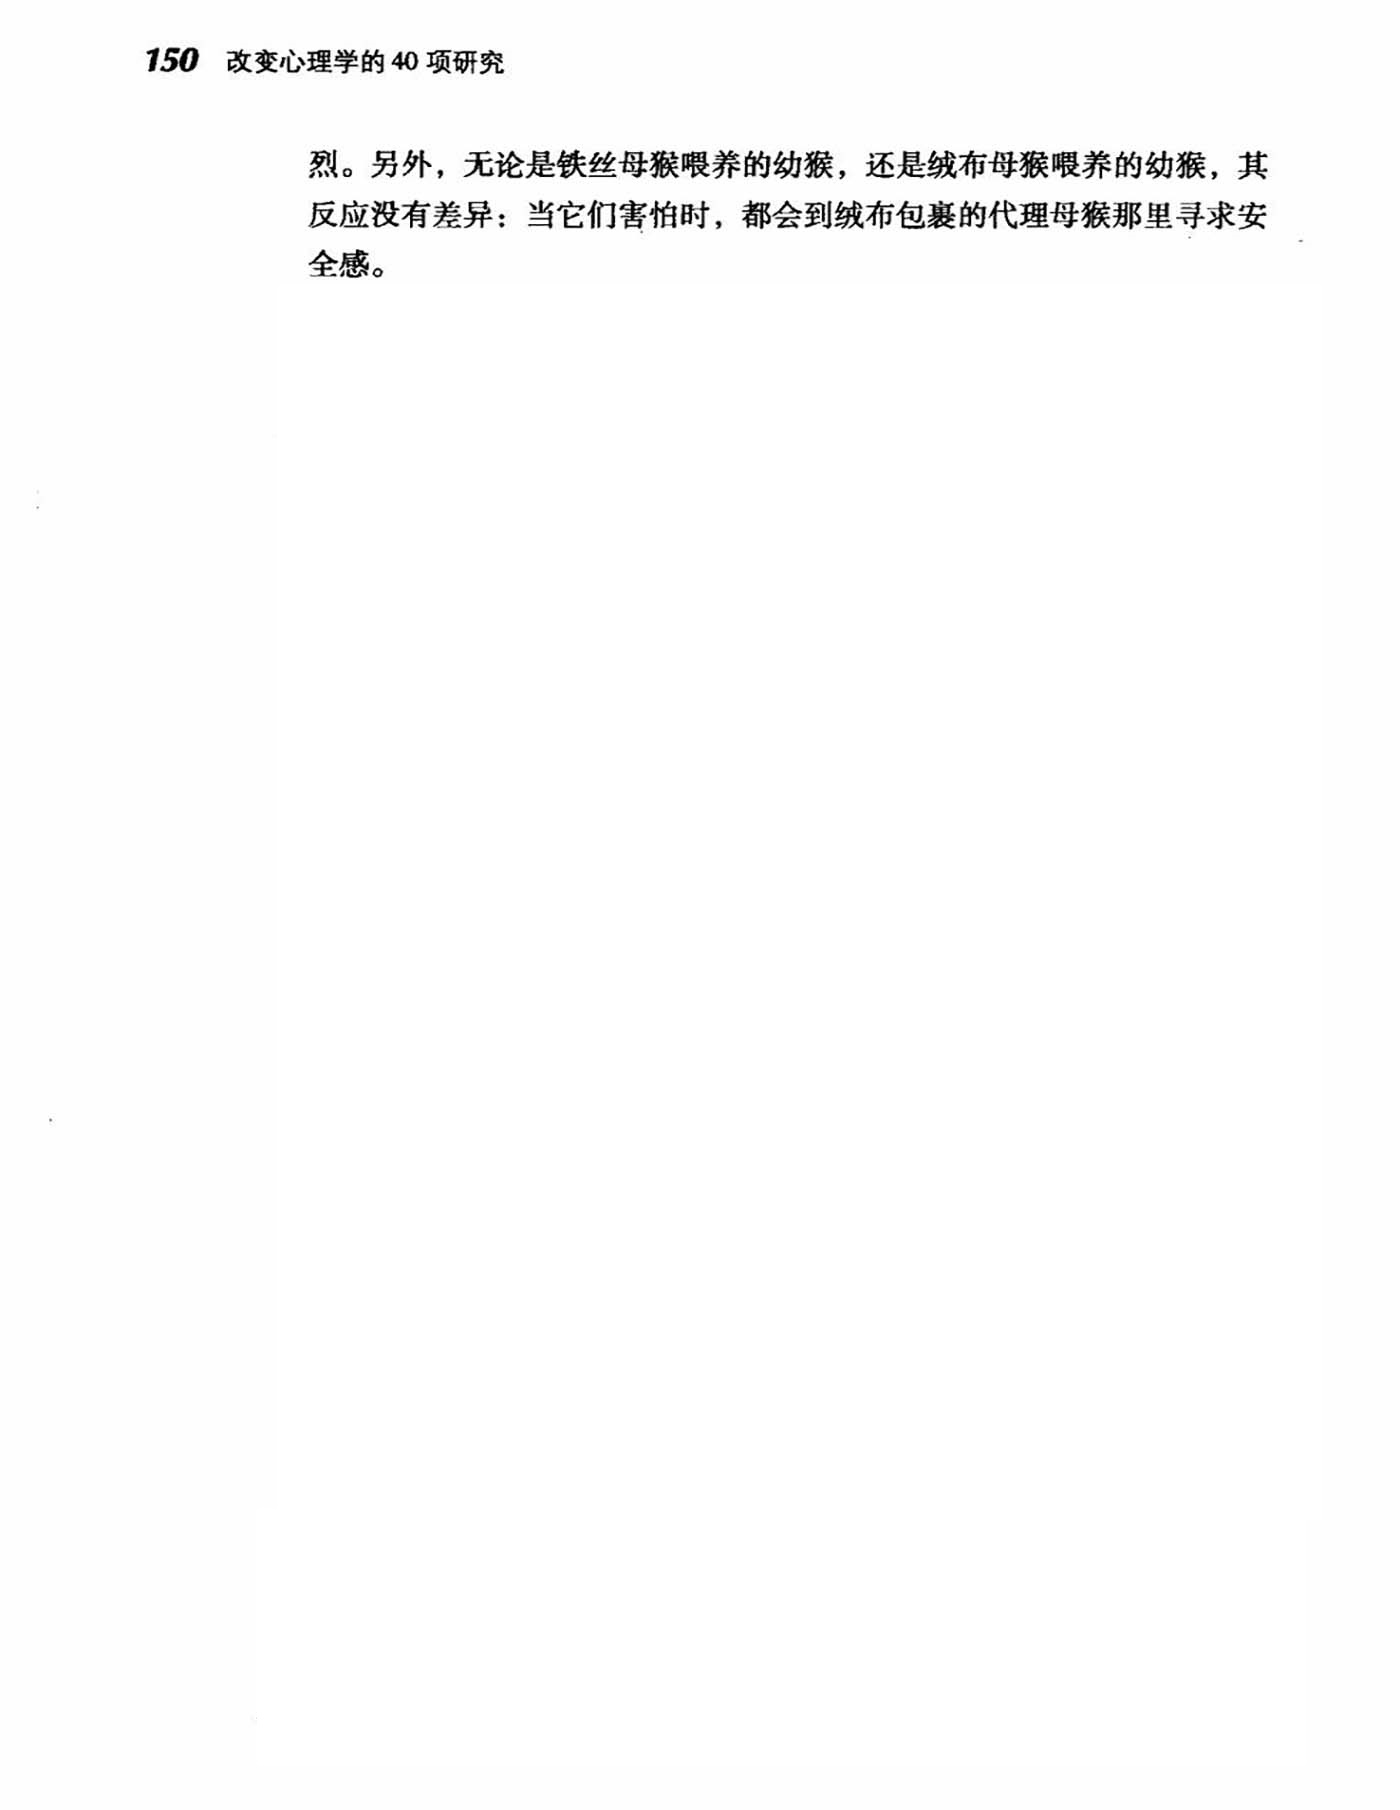 150 改变心理学的 40 项研究
烈。另外，无论是铁丝母猴喂养的幼猴，还是绒布母猴喂养的幼猴，其
反应没有差异：当它们害怕时，都会到绒布包裹的代理母猴那里寻求安
全感。